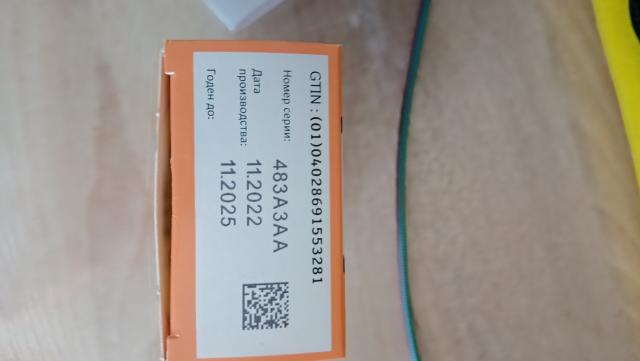 GTIN : (01)04028691553281
Номер серии: 483A3AA
Дата
производства: 11.2022
Годен до: 11.2025